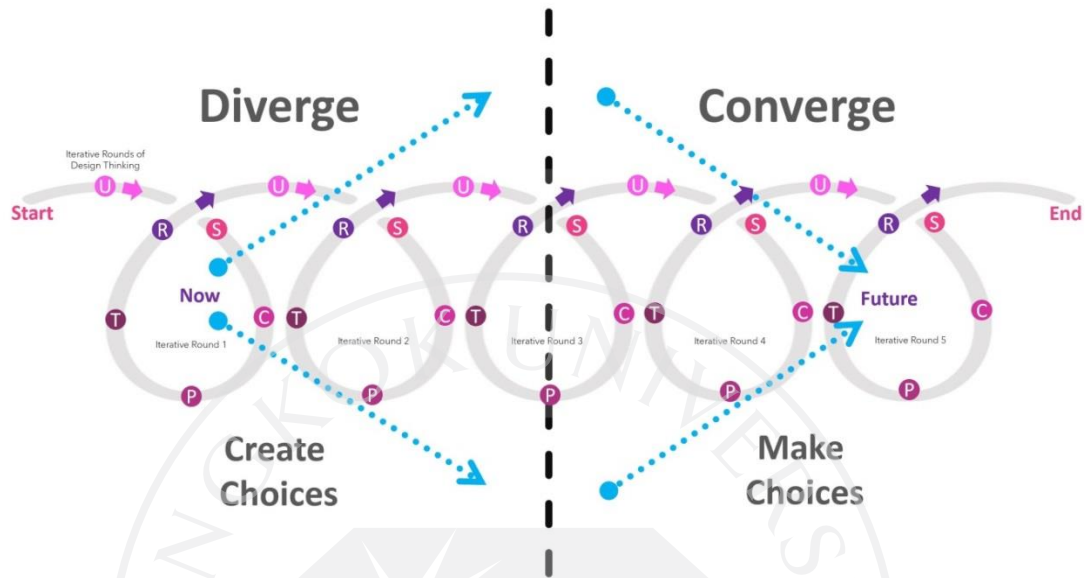 Diverge
Converge
Iterative Rounds of
Design Thinking
U
U
U
U
U
Start
End
R
S
R
S
R
S
R
S
R
S
Now
Future
T
C
T
C
T
C
T
C
T
C
Iterative Round 1
Iterative Round 2
Iterative Round 3
Iterative Round 4
Iterative Round 5
P
P
P
P
P
Create
Choices
Make
Choices
NOKOKUNIVERS